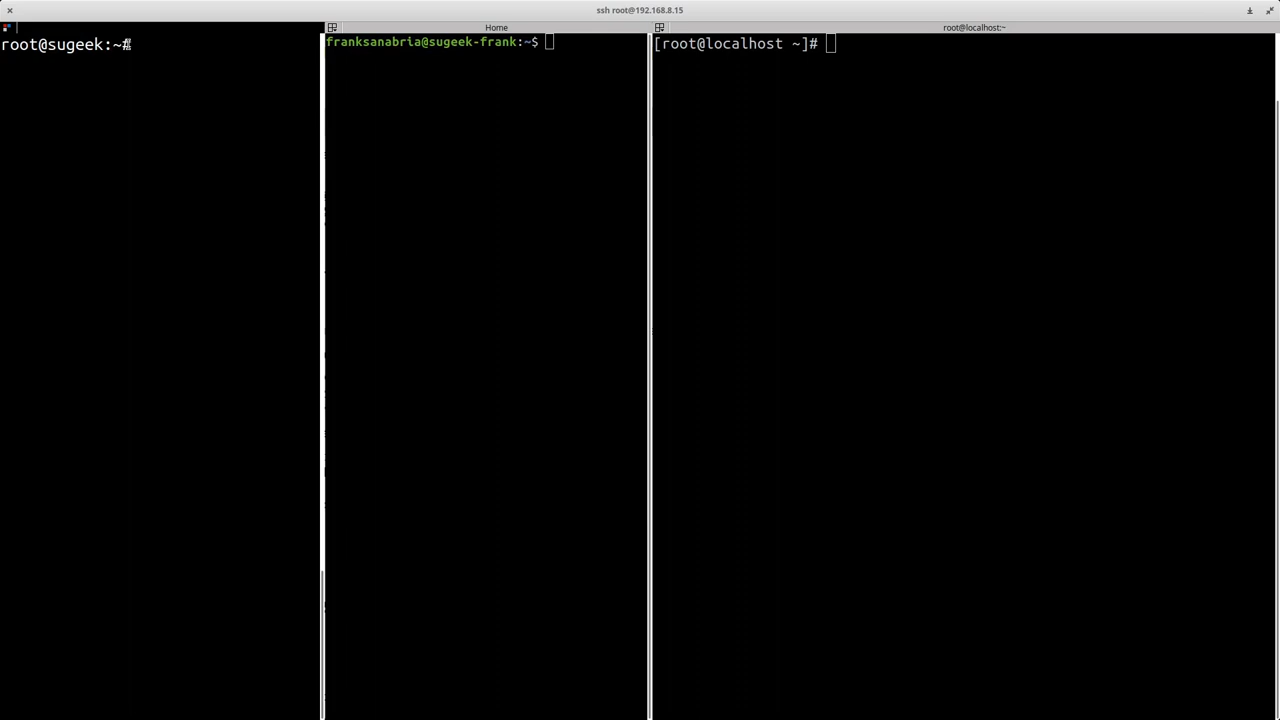 ssh root@192.168.8.15
Home
root@localhost:~
root@sugeek:~#
franksanabria@sugeek-frank:~$
[root@localhost ~]#